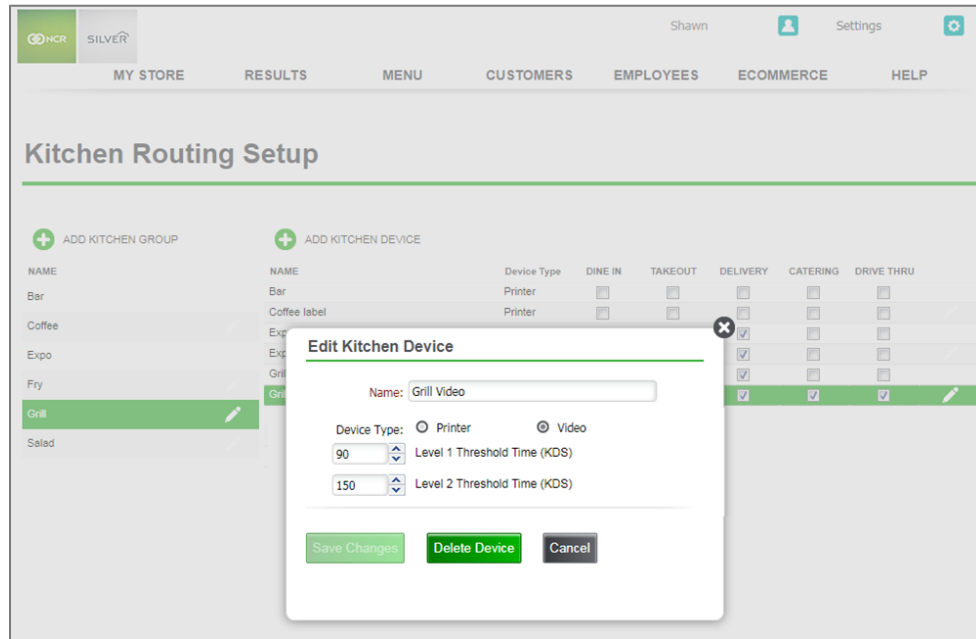 NCR SILVER Shawn Settings
MY STORE RESULTS MENU CUSTOMERS EMPLOYEES ECOMMERCE HELP
Kitchen Routing Setup
ADD KITCHEN GROUP ADD KITCHEN DEVICE
NAME NAME Device Type DINE IN TAKEOUT DELIVERY CATERING DRIVE THRU
Bar Bar Printer
Coffee label Printer
Coffee
Expo
Fry
Grill
Salad
Edit Kitchen Device
Name: Grill Video
Device Type: Printer Video
90 Level 1 Threshold Time (KDS)
150 Level 2 Threshold Time (KDS)
Save Changes Delete Device Cancel